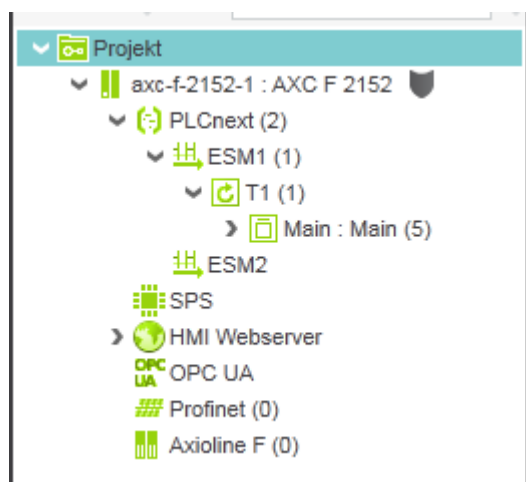 Projekt
axc-f-2152-1 : AXC F 2152
PLCnext (2)
ESM1 (1)
T1 (1)
Main : Main (5)
ESM2
SPS
HMI Webserver
OPC UA OPC UA
Profinet (0)
Axioline F (0)